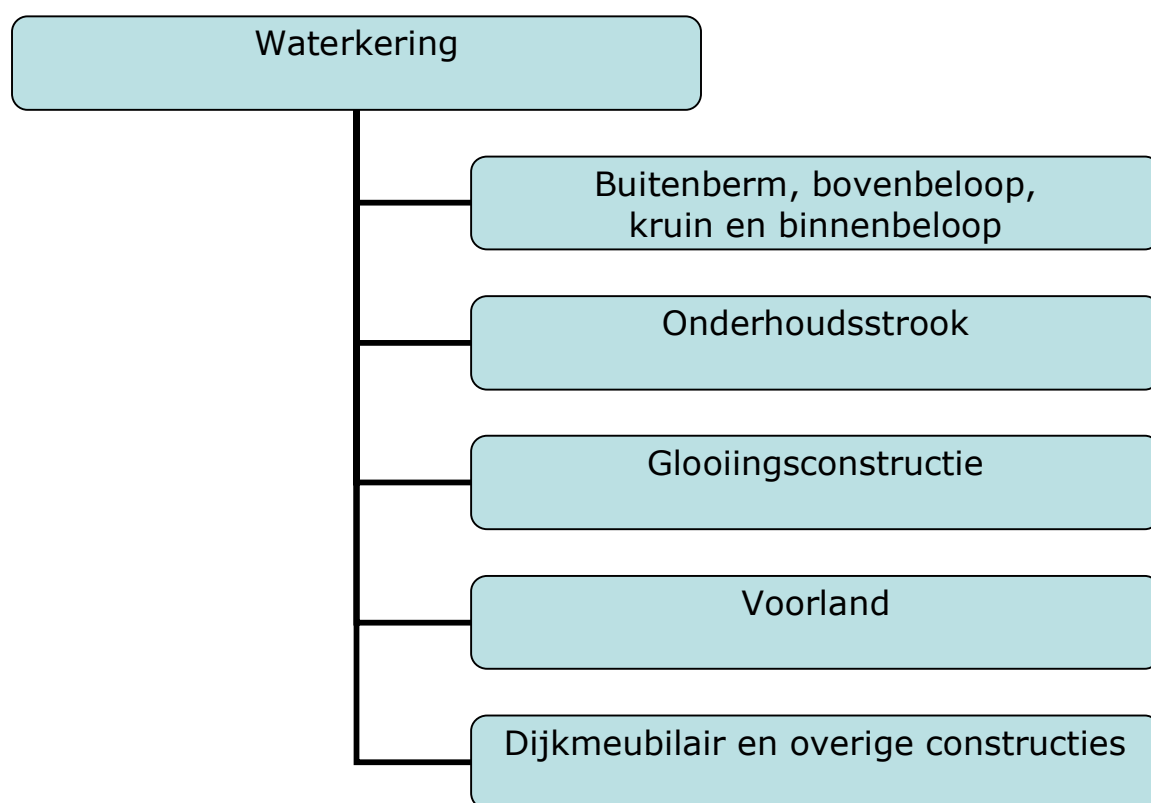 Waterkering
Buitenberm, bovenbeloop,
kruin en binnenbeloop
Onderhoudsstrook
Glooiingsconstructie
Voorland
Dijkmeubilair en overige constructies